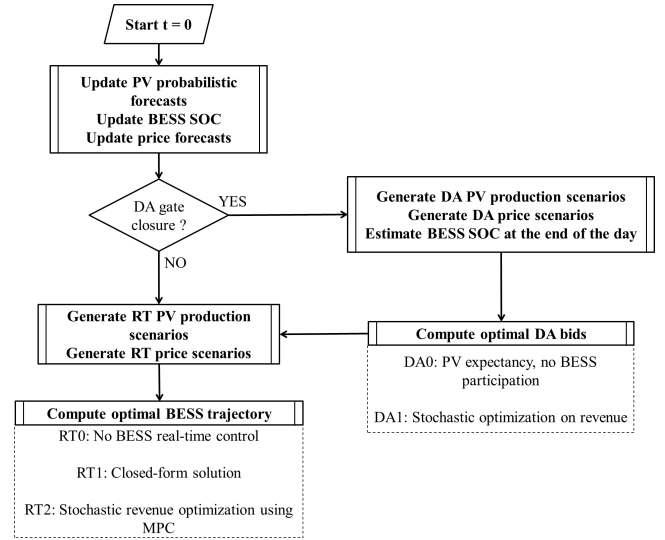 Start t = 0
Update PV probabilistic
forecasts
Update BESS SOC
Update price forecasts
DA gate
closure ?
YES
NO
Generate DA PV production scenarios
Generate DA price scenarios
Estimate BESS SOC at the end of the day
Compute optimal DA bids
DA0: PV expectancy, no BESS
participation
DA1: Stochastic optimization on revenue
Generate RT PV production
scenarios
Generate RT price scenarios
Compute optimal BESS trajectory
RT0: No BESS real-time control
RT1: Closed-form solution
RT2: Stochastic revenue optimization using
MPC